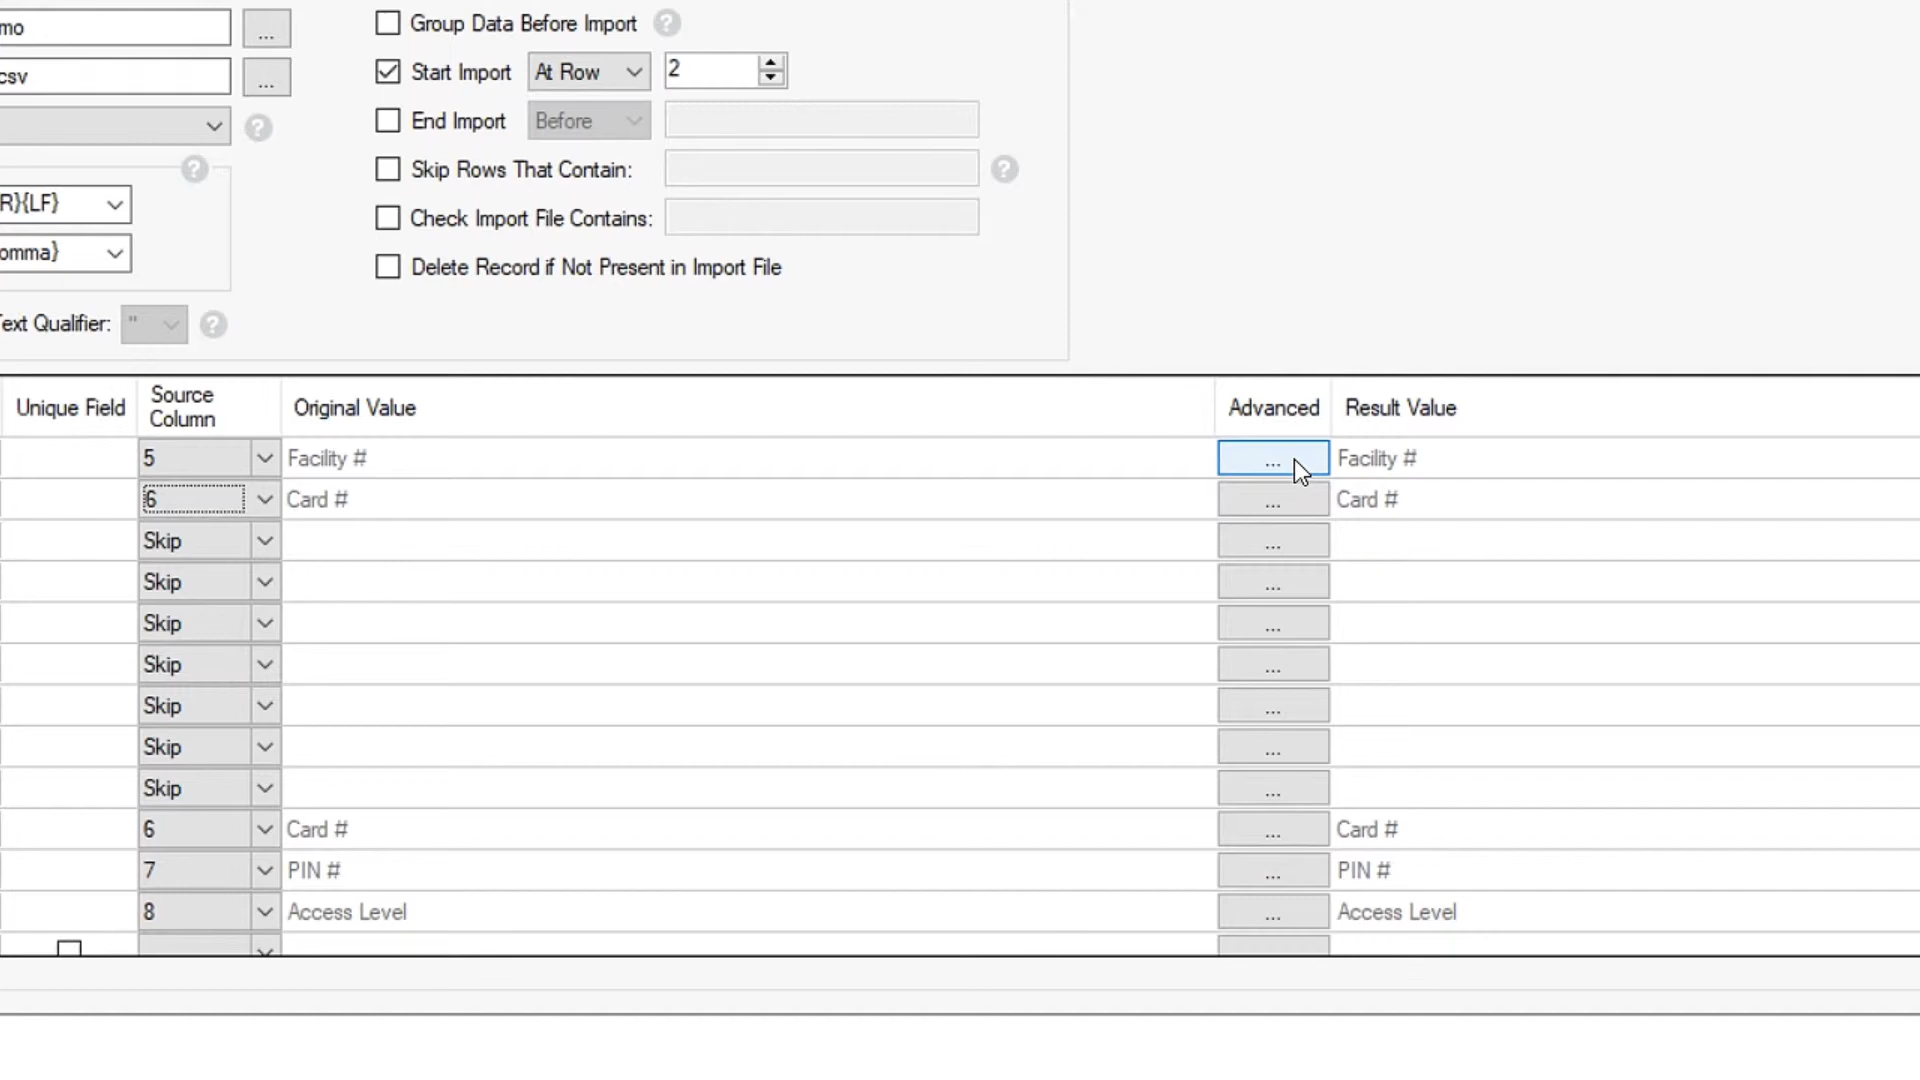 mo ... Group Data Before Import ?
csv ... Start Import At Row 2
? End Import Before
? Skip Rows That Contain: ?
R}{LF} Check Import File Contains:
omma} Delete Record if Not Present in Import File
ext Qualifier: " ?
Unique Field Source Column Original Value Advanced Result Value
5 Facility # ... Facility #
6 Card # ... Card #
Skip ...
Skip ...
Skip ...
Skip ...
Skip ...
Skip ...
Skip ...
6 Card # ... Card #
7 PIN # ... PIN #
8 Access Level ... Access Level